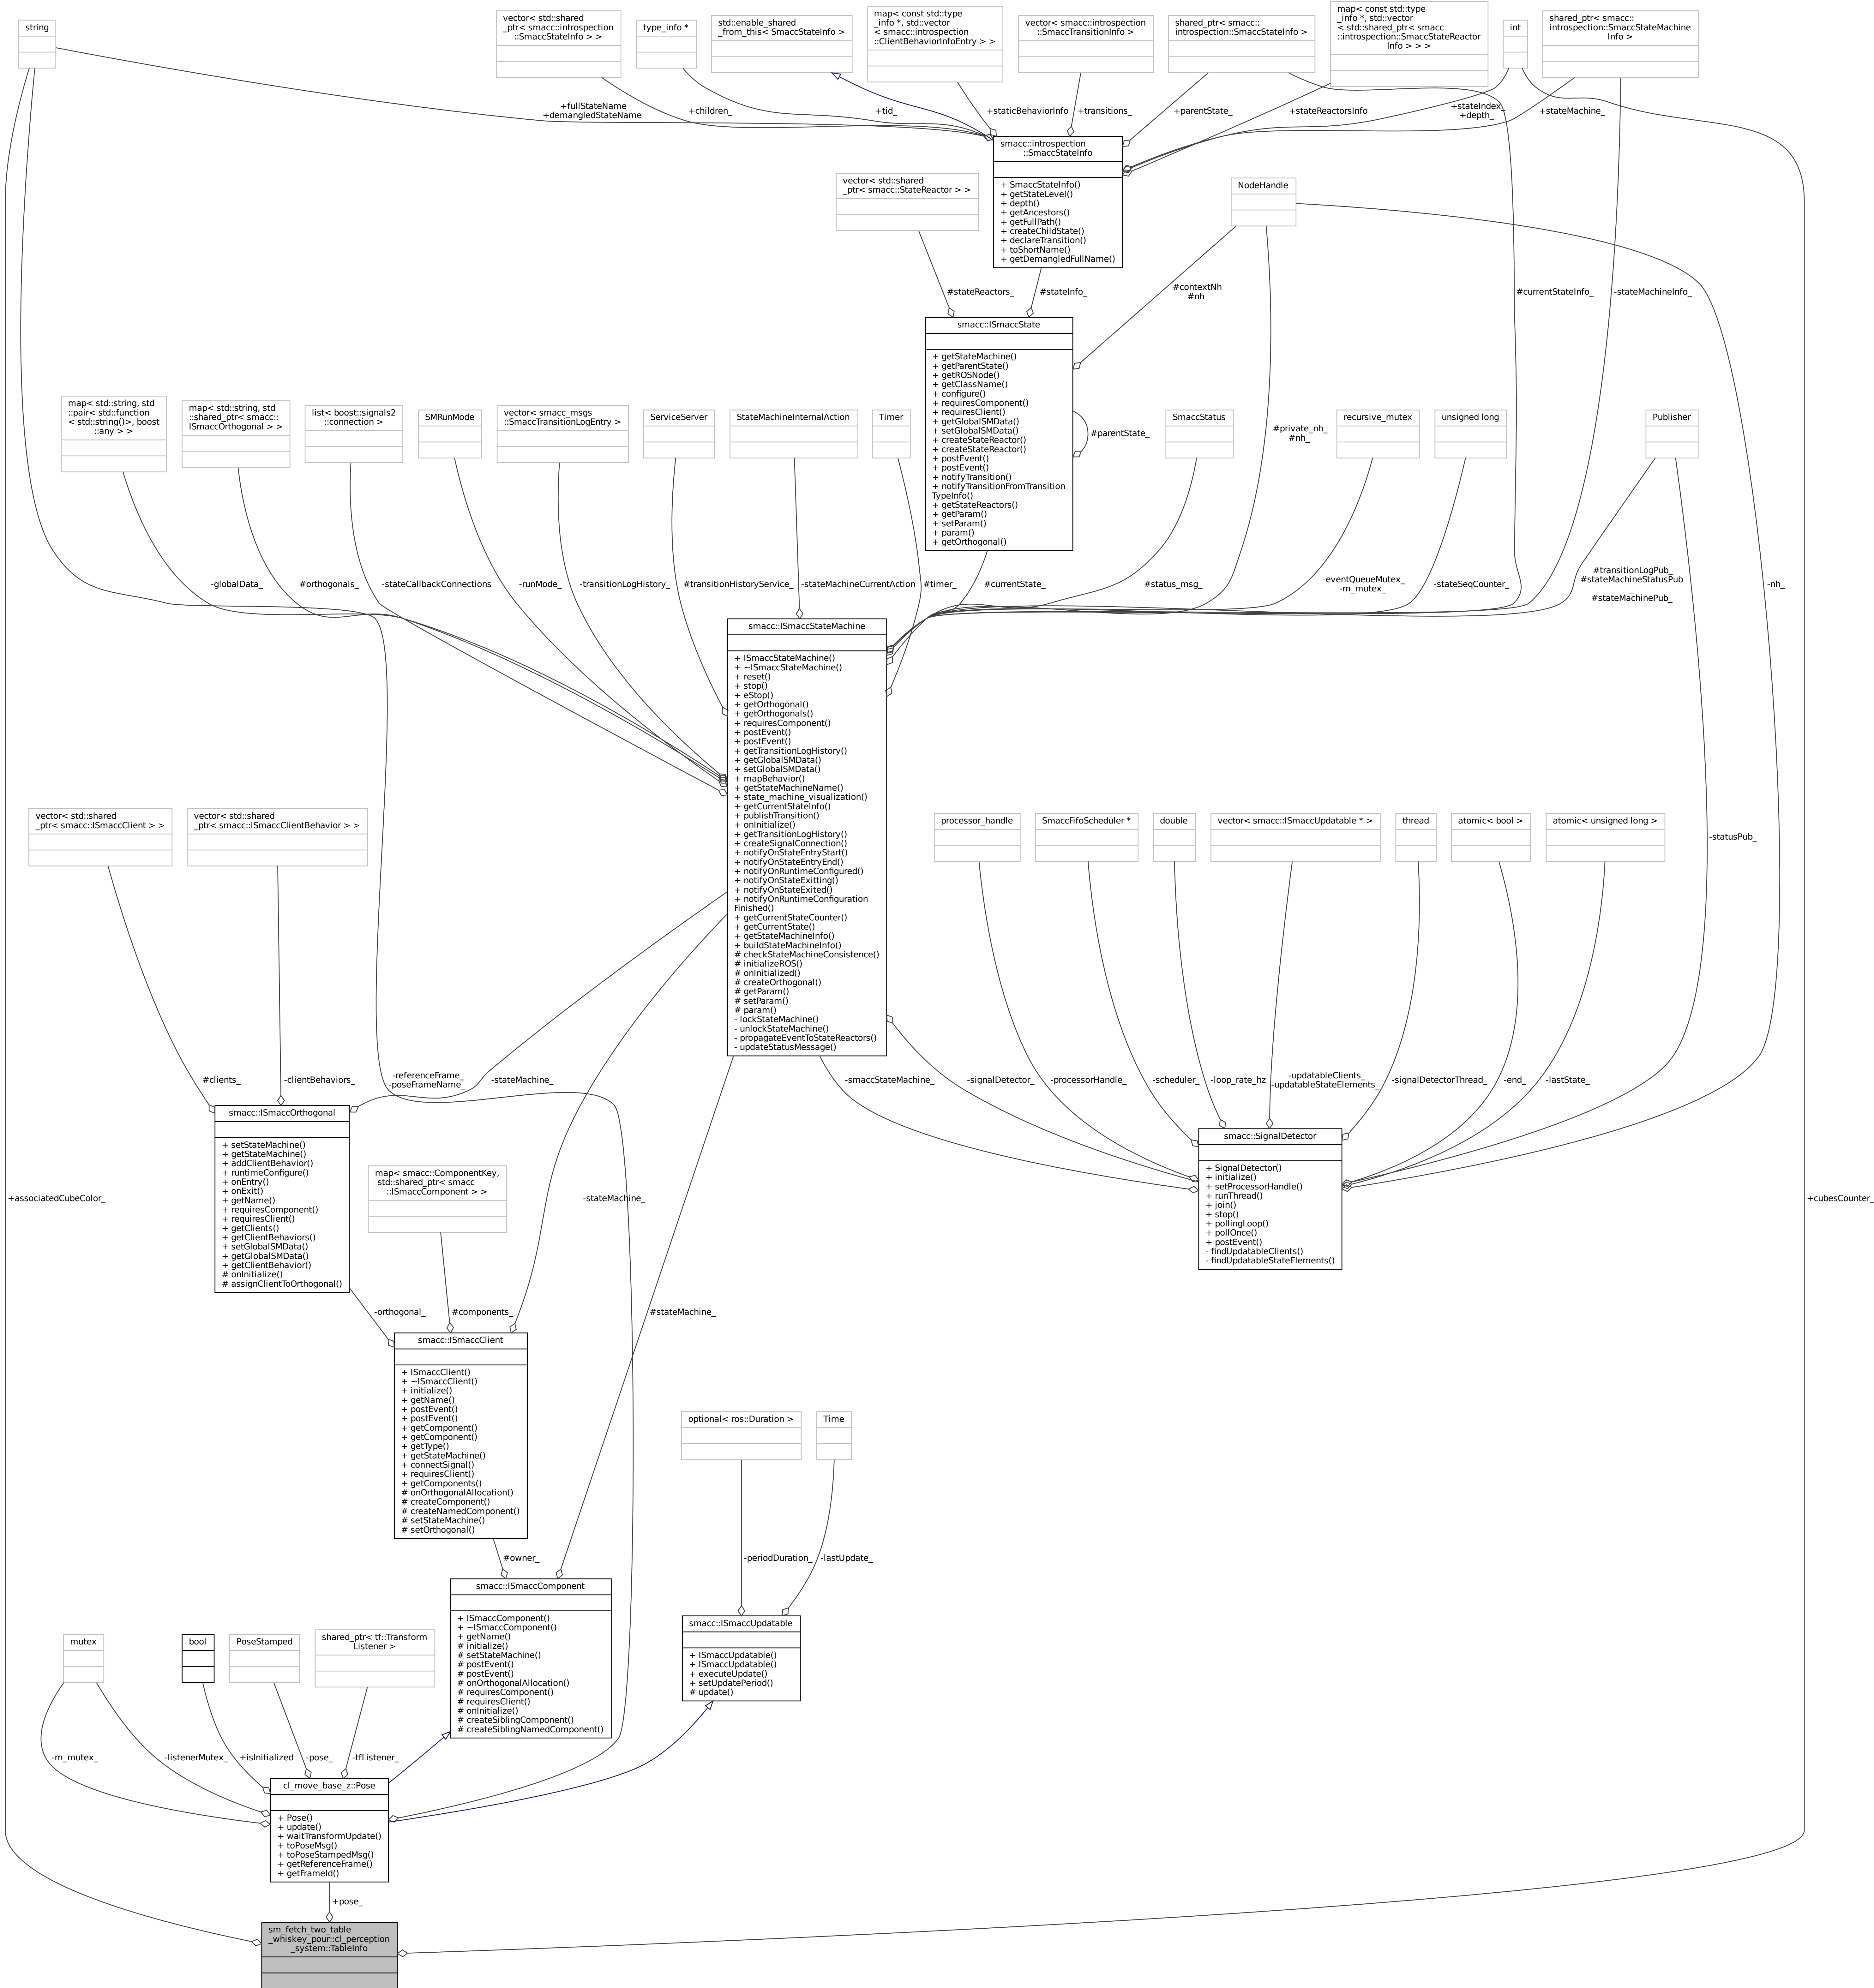 string
vector< std::shared
_ptr< smacc::introspection
::SmaccStateInfo > >
type_info *
std::enable_shared
_from_this< SmaccStateInfo >
map< const std::type
_info *, std::vector
< smacc::introspection
::ClientBehaviorInfoEntry > >
vector< smacc::introspection
::SmaccTransitionInfo >
shared_ptr< smacc::
introspection::SmaccStateInfo >
map< const std::type
_info *, std::vector
< std::shared_ptr< smacc
::introspection::SmaccStateReactor
Info > > >
int
shared_ptr< smacc::
introspection::SmaccStateMachine
Info >
+fullStateName
+demangledStateName
+children_
+tid_
+staticBehaviorInfo
+transitions_
+parentState_
+stateReactorsInfo
+stateIndex_
+depth_
+stateMachine_
smacc::introspection
::SmaccStateInfo
+ SmaccStateInfo()
+ getStateLevel()
+ depth()
+ getAncestors()
+ getFullPath()
+ createChildState()
+ declareTransition()
+ toShortName()
+ getDemangledFullName()
vector< std::shared
_ptr< smacc::StateReactor > >
NodeHandle
#stateReactors_
#stateInfo_
#contextNh
#nh
#currentStateInfo_
-stateMachineInfo_
smacc::ISmaccState
+ getStateMachine()
+ getParentState()
+ getROSNode()
+ getClassName()
+ configure()
+ requiresComponent()
+ requiresClient()
+ getGlobalSMData()
+ setGlobalSMData()
+ createStateReactor()
+ createStateReactor()
+ postEvent()
+ postEvent()
+ notifyTransition()
+ notifyTransitionFromTransition
TypeInfo()
+ getStateReactors()
+ getParam()
+ setParam()
+ param()
+ getOrthogonal()
#parentState_
map< std::string, std
::pair< std::function
< std::string()>, boost
::any > >
map< std::string, std
::shared_ptr< smacc::
ISmaccOrthogonal > >
list< boost::signals2
::connection >
SMRunMode
vector< smacc_msgs
::SmaccTransitionLogEntry >
ServiceServer
StateMachineInternalAction
Timer
SmaccStatus
#private_nh_
#nh_
recursive_mutex
unsigned long
Publisher
-globalData_
#orthogonals_
-stateCallbackConnections
-runMode_
-transitionLogHistory_
#transitionHistoryService_
-stateMachineCurrentAction
#timer_
#currentState_
#status_msg_
-eventQueueMutex_
-m_mutex_
-stateSeqCounter_
#transitionLogPub_
#stateMachineStatusPub
_
#stateMachinePub_
-nh_
smacc::ISmaccStateMachine
+ ISmaccStateMachine()
+ ~ISmaccStateMachine()
+ reset()
+ stop()
+ eStop()
+ getOrthogonal()
+ getOrthogonals()
+ requiresComponent()
+ postEvent()
+ postEvent()
+ getTransitionLogHistory()
+ getGlobalSMData()
+ setGlobalSMData()
+ mapBehavior()
+ getStateMachineName()
+ state_machine_visualization()
+ getCurrentStateInfo()
+ publishTransition()
+ onInitialize()
+ getTransitionLogHistory()
+ createSignalConnection()
+ notifyOnStateEntryStart()
+ notifyOnStateEntryEnd()
+ notifyOnRuntimeConfigured()
+ notifyOnStateExitting()
+ notifyOnStateExited()
+ notifyOnRuntimeConfiguration
Finished()
+ getCurrentStateCounter()
+ getCurrentState()
+ getStateMachineInfo()
+ buildStateMachineInfo()
# checkStateMachineConsistence()
# initializeROS()
# onInitialized()
# createOrthogonal()
# getParam()
# setParam()
# param()
- lockStateMachine()
- unlockStateMachine()
- propagateEventToStateReactors()
- updateStatusMessage()
vector< std::shared
_ptr< smacc::ISmaccClient > >
vector< std::shared
_ptr< smacc::ISmaccClientBehavior > >
processor_handle
SmaccFifoScheduler *
double
vector< smacc::ISmaccUpdatable * >
thread
atomic< bool >
atomic< unsigned long >
-statusPub_
#clients_
-clientBehaviors_
-referenceFrame_
-poseFrameName_
-stateMachine_
-smaccStateMachine_
-signalDetector_
-processorHandle_
-scheduler_
-loop_rate_hz
-updatableClients_
-updatableStateElements_
-signalDetectorThread_
-end_
-lastState_
smacc::ISmaccOrthogonal
+ setStateMachine()
+ getStateMachine()
+ addClientBehavior()
+ runtimeConfigure()
+ onEntry()
+ onExit()
+ getName()
+ requiresComponent()
+ requiresClient()
+ getClients()
+ getClientBehaviors()
+ setGlobalSMData()
+ getGlobalSMData()
+ getClientBehavior()
# onInitialize()
# assignClientToOrthogonal()
smacc::SignalDetector
+ SignalDetector()
+ initialize()
+ setProcessorHandle()
+ runThread()
+ join()
+ stop()
+ pollingLoop()
+ pollOnce()
+ postEvent()
- findUpdatableClients()
- findUpdatableStateElements()
map< smacc::ComponentKey,
std::shared_ptr< smacc
::ISmaccComponent > >
+associatedCubeColor_
-stateMachine_
+cubesCounter_
-orthogonal_
#components_
#stateMachine_
smacc::ISmaccClient
+ ISmaccClient()
+ ~ISmaccClient()
+ initialize()
+ getName()
+ postEvent()
+ postEvent()
+ getComponent()
+ getComponent()
+ getType()
+ getStateMachine()
+ connectSignal()
+ requiresClient()
+ getComponents()
# onOrthogonalAllocation()
# createComponent()
# createNamedComponent()
# setStateMachine()
# setOrthogonal()
optional< ros::Duration >
Time
#owner_
-periodDuration_
-lastUpdate_
smacc::ISmaccComponent
+ ISmaccComponent()
+ ~ISmaccComponent()
+ getName()
# initialize()
# setStateMachine()
# postEvent()
# postEvent()
# onOrthogonalAllocation()
# requiresComponent()
# requiresClient()
# onInitialize()
# createSiblingComponent()
# createSiblingNamedComponent()
smacc::ISmaccUpdatable
+ ISmaccUpdatable()
+ ISmaccUpdatable()
+ executeUpdate()
+ setUpdatePeriod()
# update()
mutex
bool
PoseStamped
shared_ptr< tf::Transform
Listener >
-m_mutex_
-listenerMutex_
+isInitialized
-pose_
-tfListener_
cl_move_base_z::Pose
+ Pose()
+ update()
+ waitTransformUpdate()
+ toPoseMsg()
+ toPoseStampedMsg()
+ getReferenceFrame()
+ getFrameId()
+pose_
sm_fetch_two_table
_whiskey_pour::cl_perception
_system::TableInfo